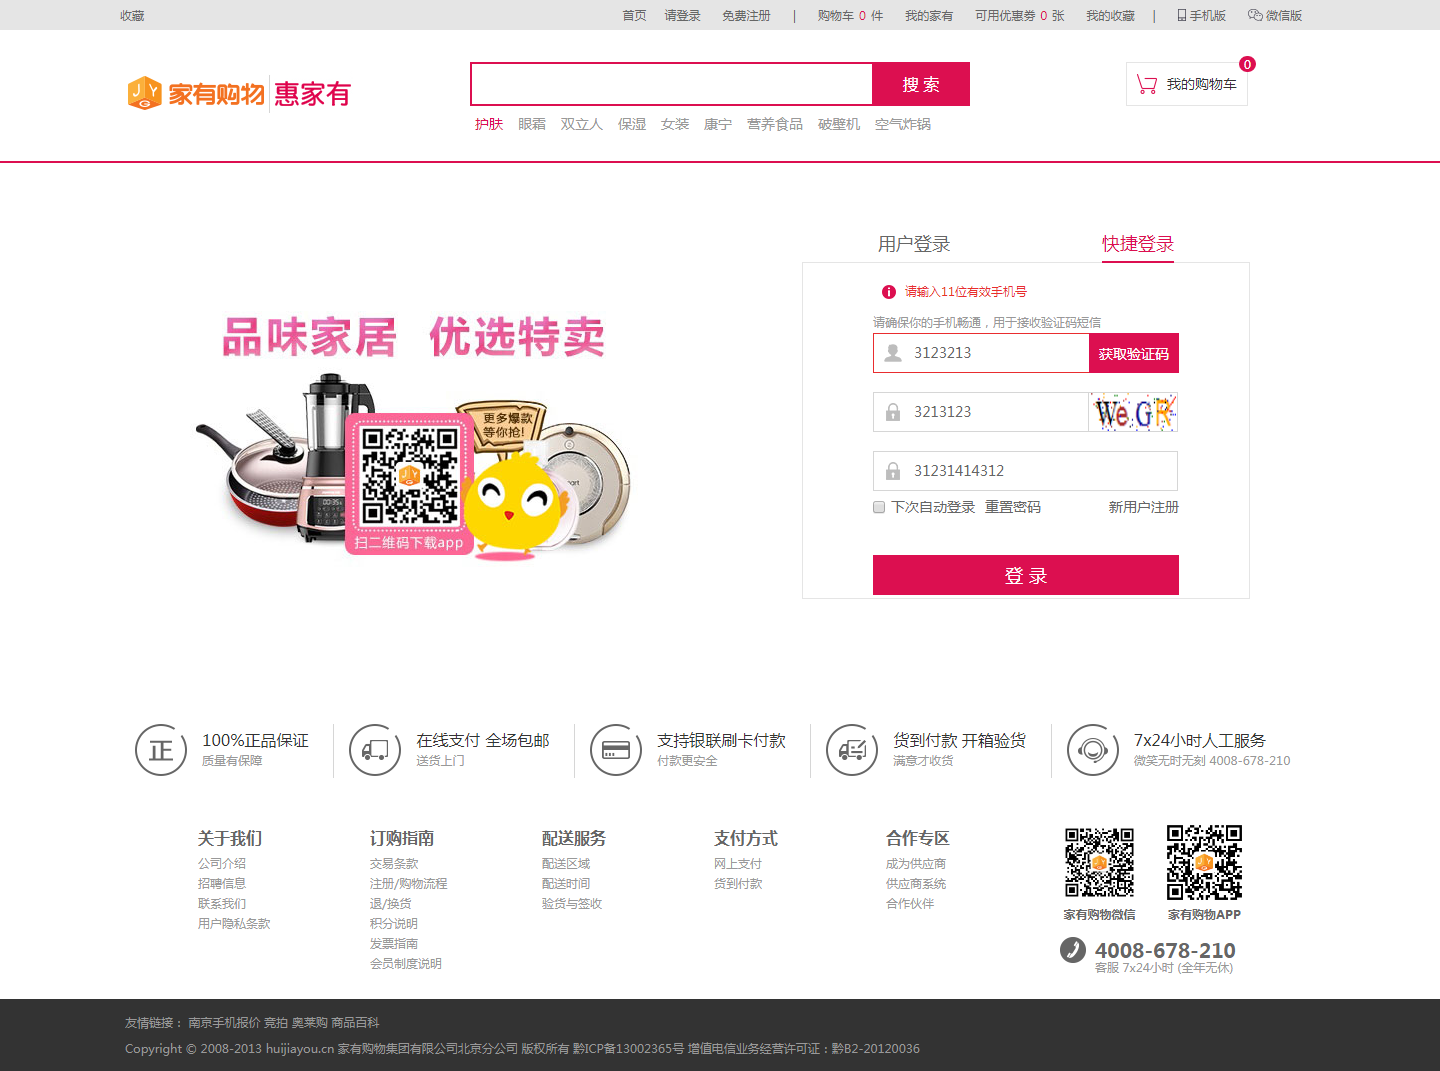 收藏 首页 请登录 免费注册 | 购物车 0 件 我的家有 可用优惠券 0 张 我的收藏 | 手机版 微信版
JYG 家有购物 惠家有
搜 索
我的购物车 0
护肤 眼霜 双立人 保湿 女装 康宁 营养食品 破壁机 空气炸锅
用户登录 快捷登录
请输入11位有效手机号
请确保你的手机畅通，用于接收验证码短信
3123213 获取验证码
3213123 We GR
31231414312
下次自动登录 重置密码 新用户注册
登 录
品味家居 优选特卖
更多爆款
等你抢!
扫二维码下载app
正 100%正品保证
质量有保障
在线支付 全场包邮
送货上门
支持银联刷卡付款
付款更安全
货到付款 开箱验货
满意才收货
7x24小时人工服务
微笑无时无刻 4008-678-210
关于我们
公司介绍
招聘信息
联系我们
用户隐私条款
订购指南
交易条款
注册/购物流程
退/换货
积分说明
发票指南
会员制度说明
配送服务
配送区域
配送时间
验货与签收
支付方式
网上支付
货到付款
合作专区
成为供应商
供应商系统
合作伙伴
家有购物微信 家有购物APP
4008-678-210
客服 7x24小时 (全年无休)
友情链接： 南京手机报价 竞拍 奥莱购 商品百科
Copyright © 2008-2013 huijiayou.cn 家有购物集团有限公司北京分公司 版权所有 黔ICP备13002365号 增值电信业务经营许可证：黔B2-20120036